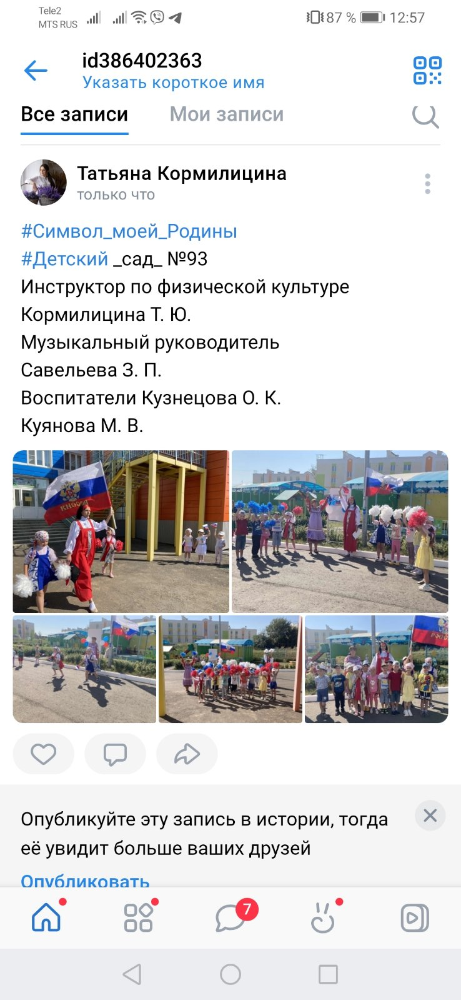 Tele2
MTS RUS
87 %
12:57
id386402363
Указать короткое имя
Все записи
Мои записи
Татьяна Кормилицина
только что
#Символ_моей_Родины
#Детский _сад_ №93
Инструктор по физической культуре
Кормилицина Т. Ю.
Музыкальный руководитель
Савельева З. П.
Воспитатели Кузнецова О. К.
Куянова М. В.
РОССИЯ
РОСС
Опубликуйте эту запись в истории, тогда
её увидит больше ваших друзей
Опубликовать
7